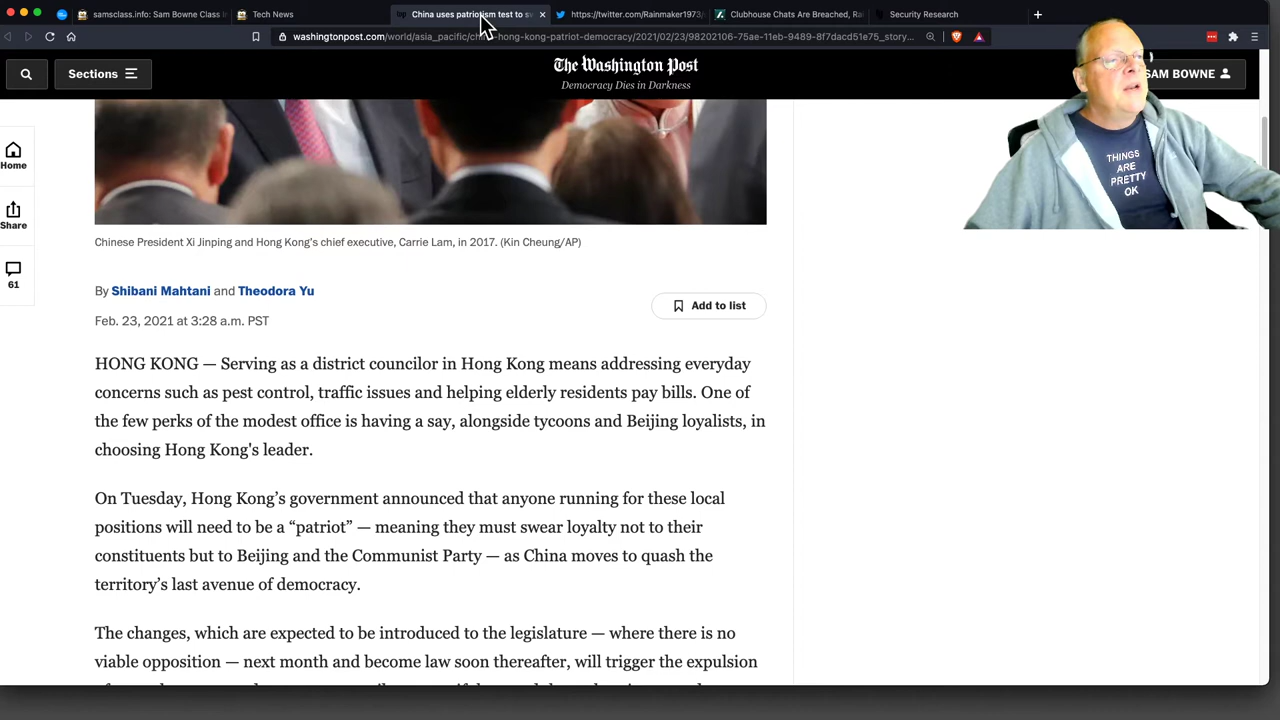 samsclass.info: Sam Bowne Class I
Tech News
China uses patriotism test to sw
https://twitter.com/Rainmaker1973/
Clubhouse Chats Are Breached, Rai
Security Research
washingtonpost.com/world/asia_pacific/china-hong-kong-patriot-democracy/2021/02/23/98202106-75ae-11eb-9489-8f7dacd51e75_story...
Sections
The Washington Post
Democracy Dies in Darkness
SAM BOWNE
THINGS
ARE
PRETTY
OK
Home
Share
61
Chinese President Xi Jinping and Hong Kong's chief executive, Carrie Lam, in 2017. (Kin Cheung/AP)
By Shibani Mahtani and Theodora Yu
Add to list
Feb. 23, 2021 at 3:28 a.m. PST
HONG KONG — Serving as a district councilor in Hong Kong means addressing everyday
concerns such as pest control, traffic issues and helping elderly residents pay bills. One of
the few perks of the modest office is having a say, alongside tycoons and Beijing loyalists, in
choosing Hong Kong's leader.
On Tuesday, Hong Kong's government announced that anyone running for these local
positions will need to be a “patriot” — meaning they must swear loyalty not to their
constituents but to Beijing and the Communist Party — as China moves to quash the
territory's last avenue of democracy.
The changes, which are expected to be introduced to the legislature — where there is no
viable opposition — next month and become law soon thereafter, will trigger the expulsion